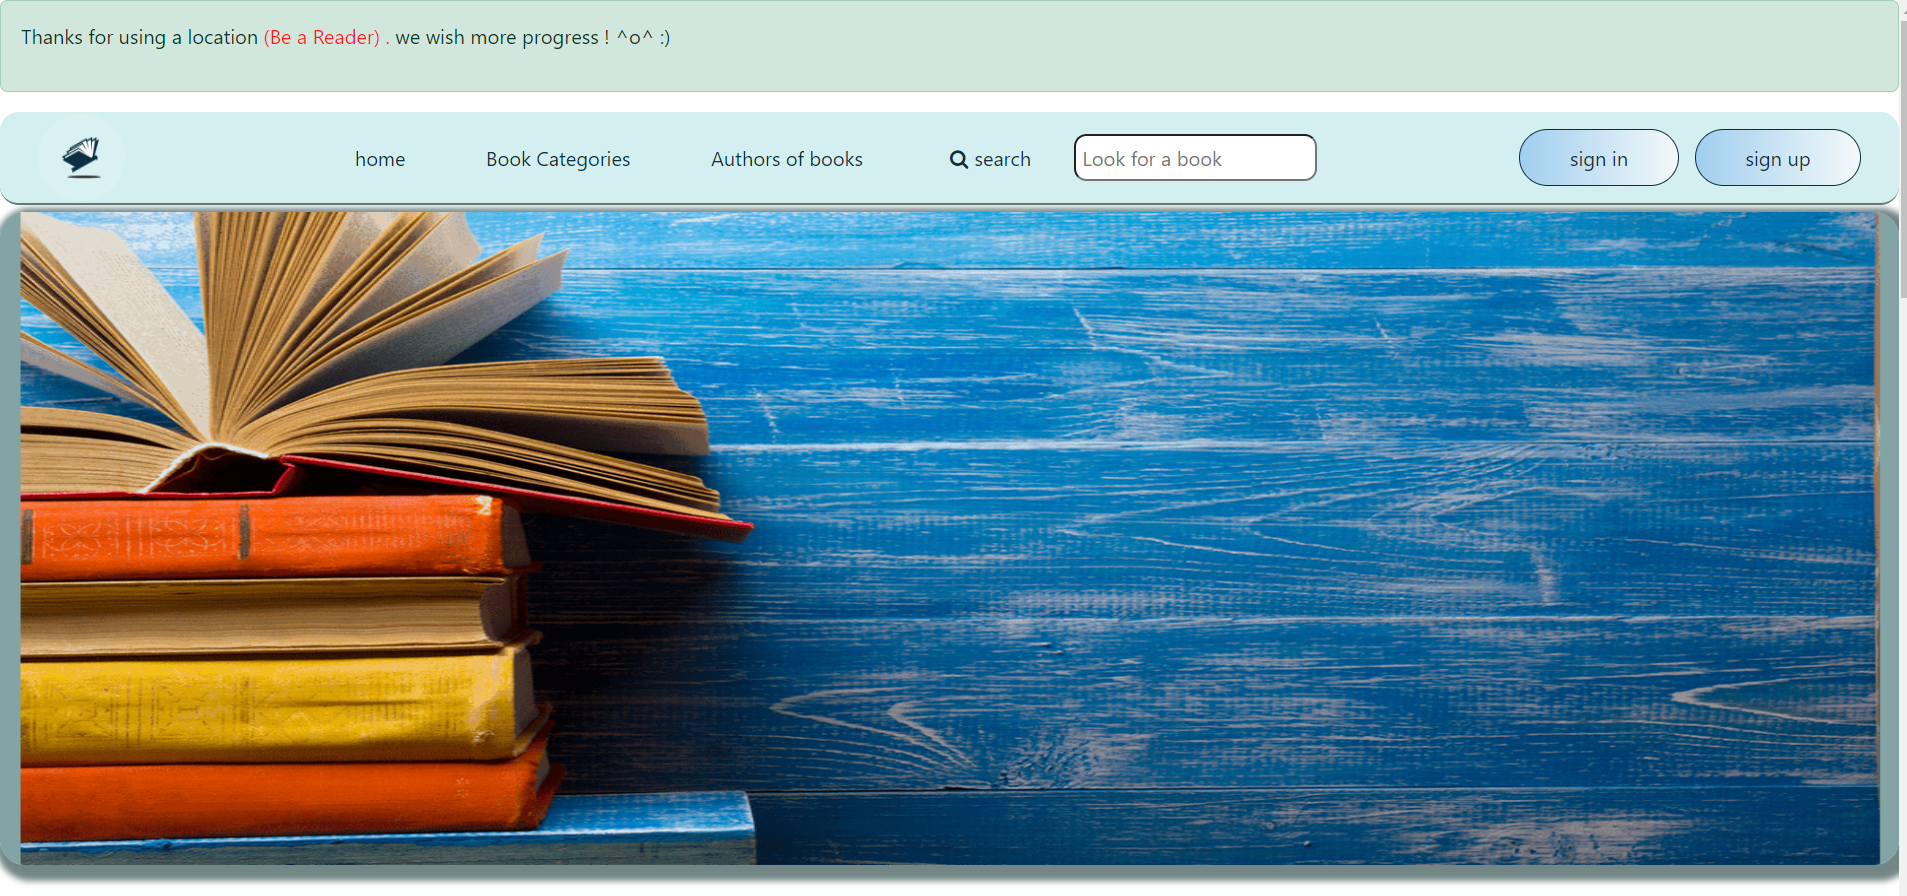 Thanks for using a location (Be a Reader) . we wish more progress ! ^o^ :)
home Book Categories Authors of books search Look for a book sign in sign up